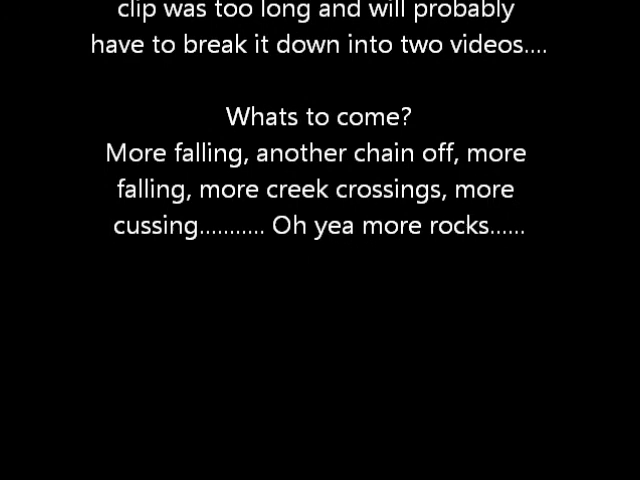 clip was too long and will probably
have to break it down into two videos....
Whats to come?
More falling, another chain off, more
falling, more creek crossings, more
cussing........... Oh yea more rocks......